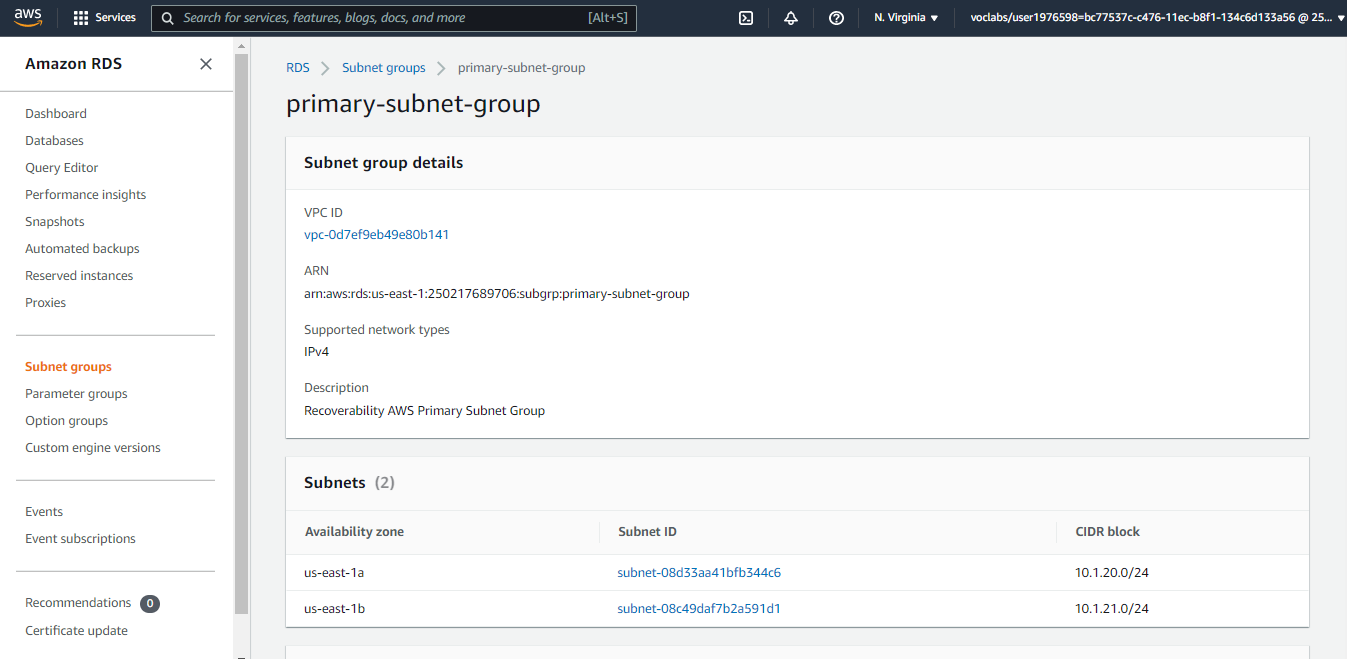 aws
Services
Search for services, features, blogs, docs, and more
[Alt+S]
N. Virginia
voclabs/user1976598=bc77537c-c476-11ec-b8f1-134c6d133a56 @ 25...
Amazon RDS
Dashboard
Databases
Query Editor
Performance insights
Snapshots
Automated backups
Reserved instances
Proxies
Subnet groups
Parameter groups
Option groups
Custom engine versions
Events
Event subscriptions
Recommendations 0
Certificate update
RDS > Subnet groups > primary-subnet-group
primary-subnet-group
Subnet group details
VPC ID
vpc-0d7ef9eb49e80b141
ARN
arn:aws:rds:us-east-1:250217689706:subgrp:primary-subnet-group
Supported network types
IPv4
Description
Recoverability AWS Primary Subnet Group
Subnets (2)
Availability zone Subnet ID CIDR block
us-east-1a subnet-08d33aa41bfb344c6 10.1.20.0/24
us-east-1b subnet-08c49daf7b2a591d1 10.1.21.0/24